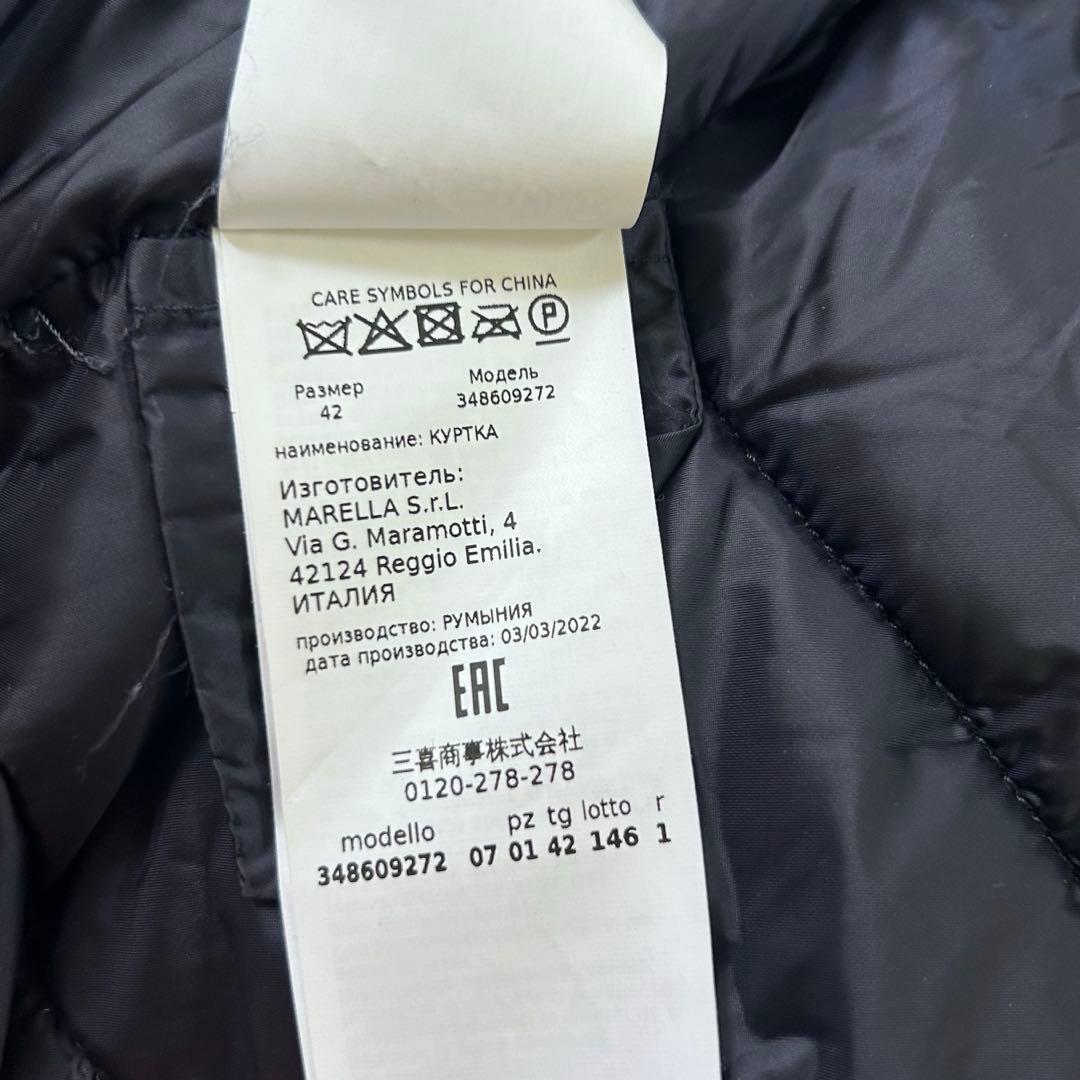 CARE SYMBOLS FOR CHINA
P
Размер Модель
42 348609272
наименование: КУРТКА
Изготовитель:
MARELLA S.r.L.
Via G. Maramotti, 4
42124 Reggio Emilia.
ИТАЛИЯ
производство: РУМЫНИЯ
дата производства: 03/03/2022
EAC
三喜商事株式会社
0120-278-278
modello pz tg lotto r
348609272 07 01 42 146 1